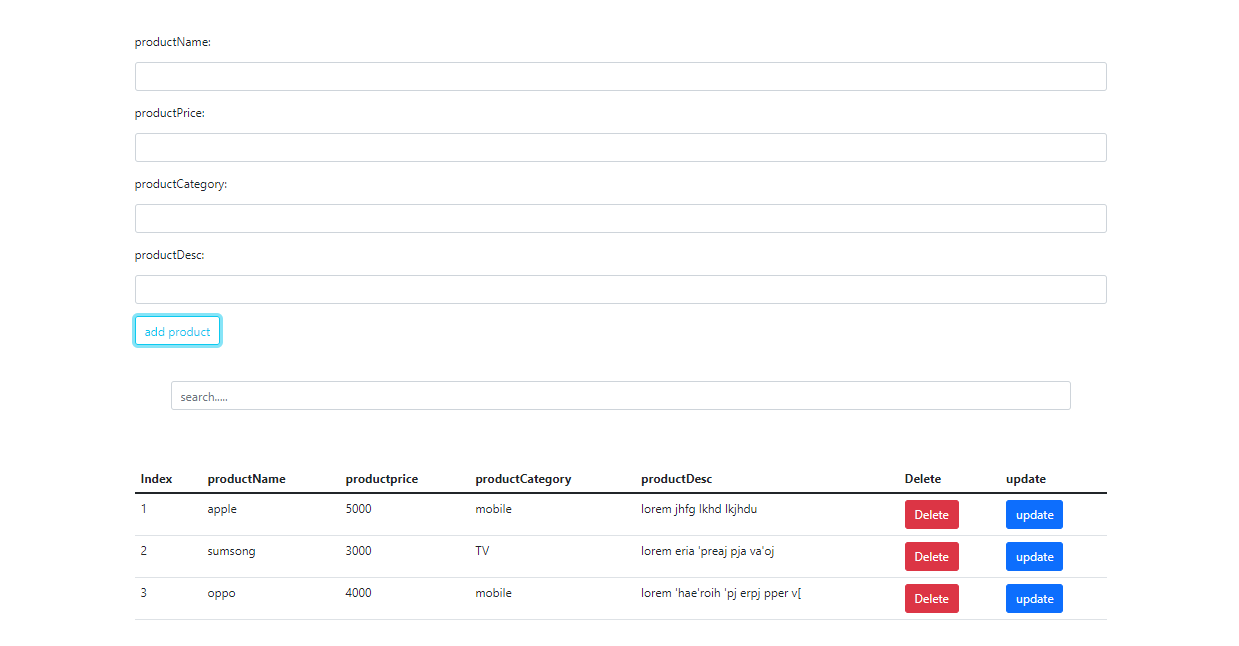 productName:
productPrice:
productCategory:
productDesc:
add product
search.....
Index productName productprice productCategory productDesc Delete update
1 apple 5000 mobile lorem jhfg lkhd lkjhdu Delete update
2 sumsong 3000 TV lorem eria 'preaj pja va'oj Delete update
3 oppo 4000 mobile lorem 'hae'roih 'pj erpj pper v[ Delete update